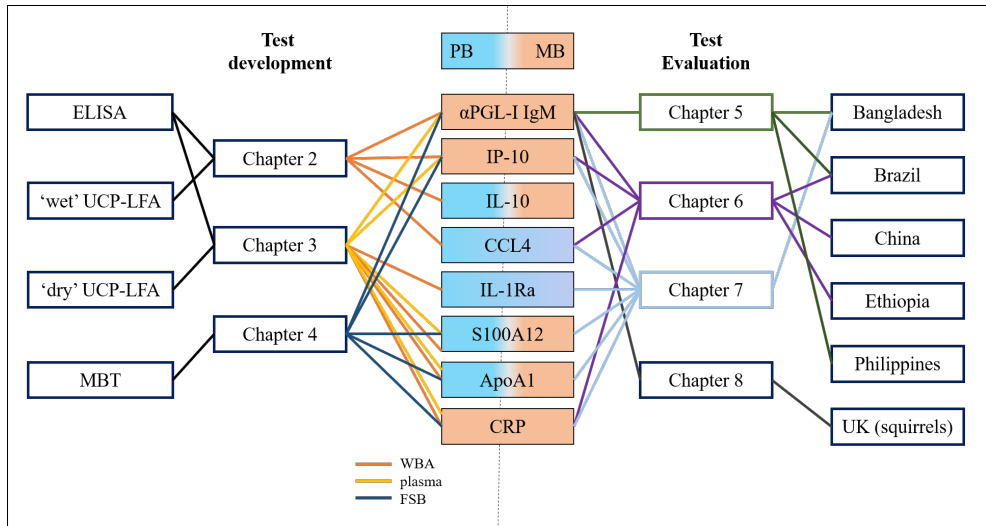 Test
development
PB MB
Test
Evaluation
ELISA
‘wet’ UCP-LFA
‘dry’ UCP-LFA
MBT
Chapter 2
Chapter 3
Chapter 4
αPGL-I IgM
IP-10
IL-10
CCL4
IL-1Ra
S100A12
ApoA1
CRP
Chapter 5
Chapter 6
Chapter 7
Chapter 8
Bangladesh
Brazil
China
Ethiopia
Philippines
UK (squirrels)
WBA
plasma
FSB